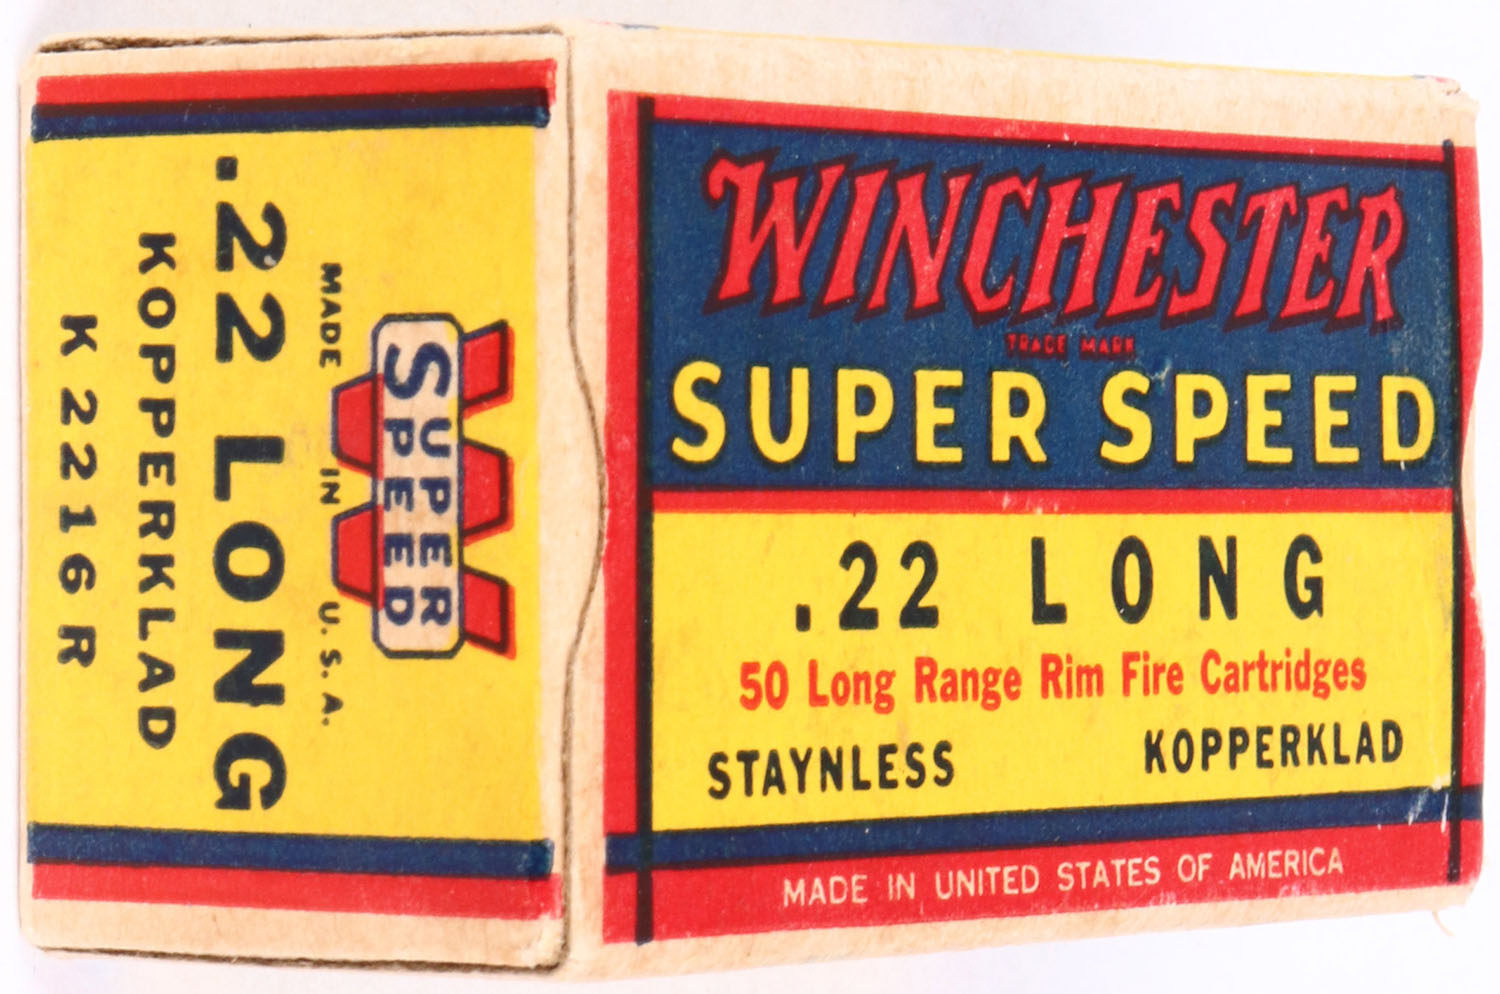 WINCHESTER
TRADE MARK
SUPER SPEED
.22 LONG
50 Long Range Rim Fire Cartridges
STAYNLESS KOPPERKLAD
MADE IN UNITED STATES OF AMERICA
W
SUPER
SPEED
MADE IN U.S.A.
.22 LONG
KOPPERKLAD
K2216R